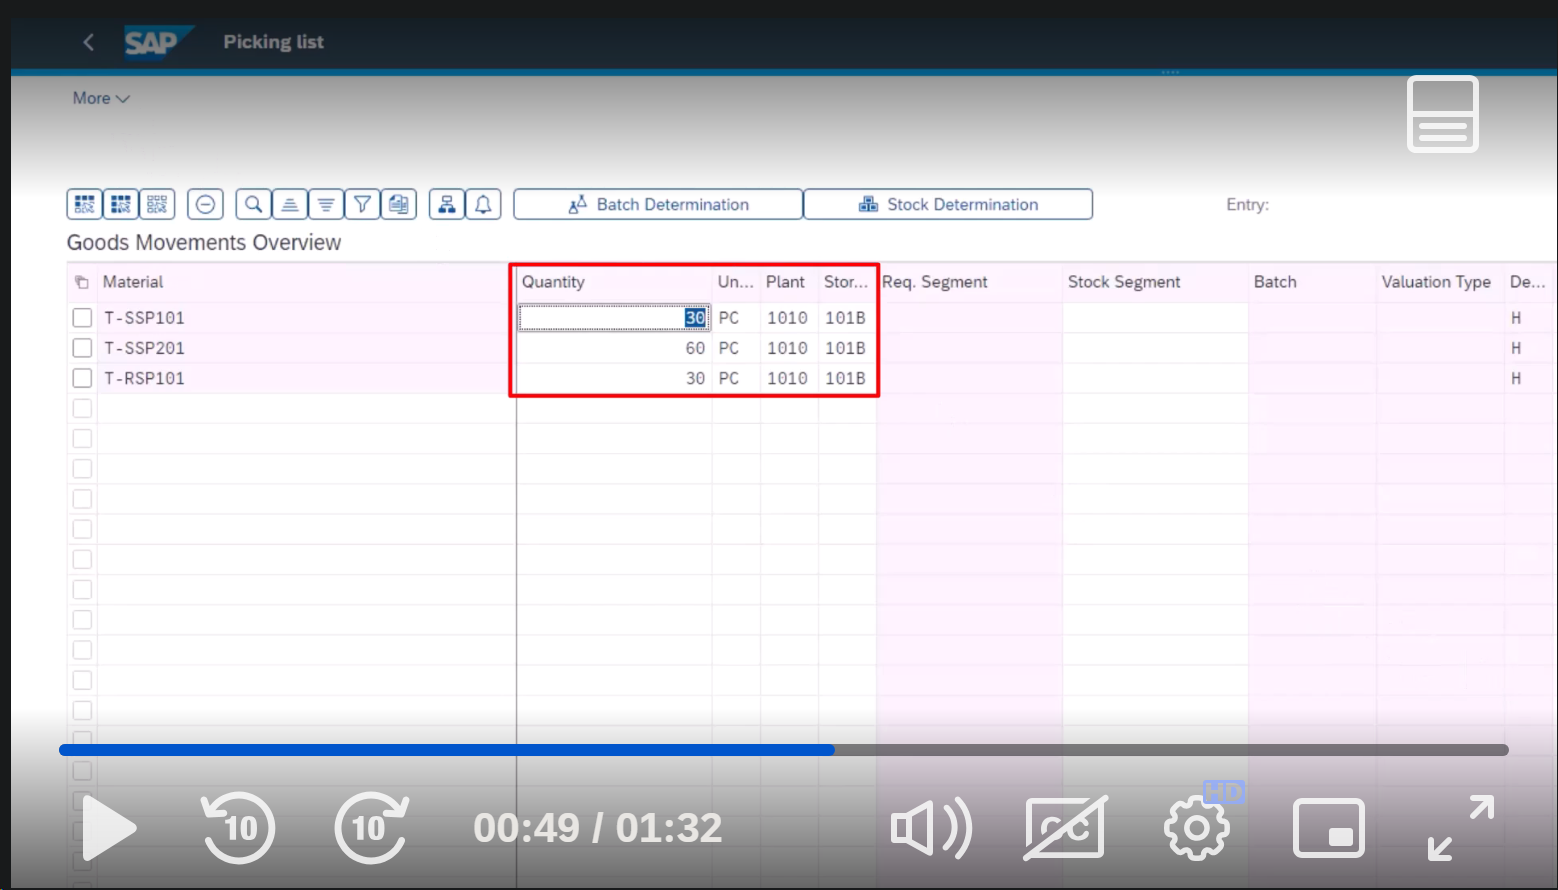 SAP Picking list
More
Batch Determination Stock Determination Entry:
Goods Movements Overview
Material Quantity Un... Plant Stor... Req. Segment Stock Segment Batch Valuation Type De...
T-SSP101 30 PC 1010 101B H
T-SSP201 60 PC 1010 101B H
T-RSP101 30 PC 1010 101B H
HD
10 10 00:49 / 01:32 CC